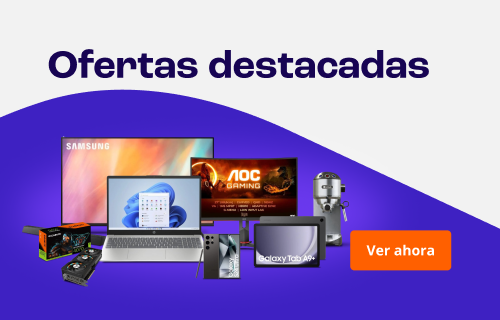 Ofertas destacadas
SAMSUNG
AOC
GAMING
Galaxy Tab A9+
Ver ahora